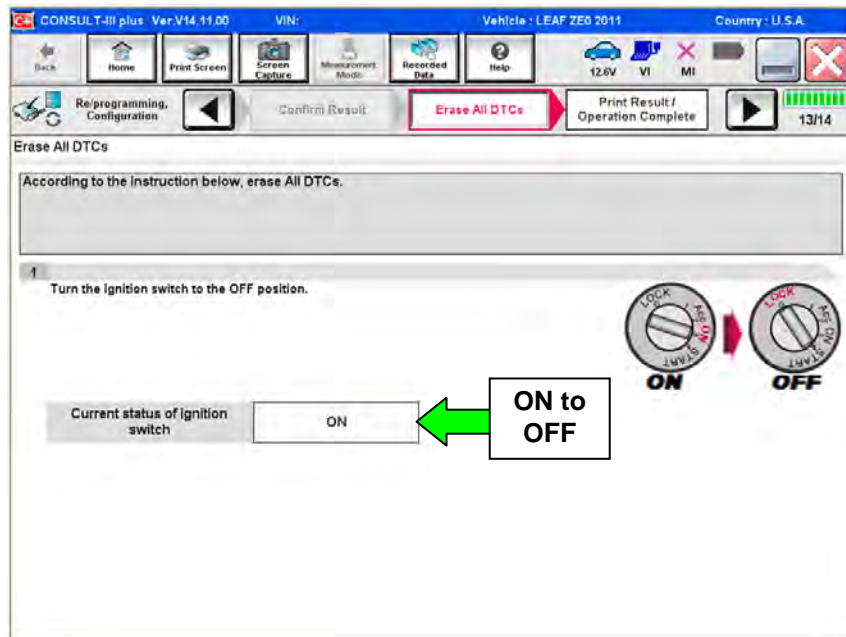 C+ CONSULT-III plus Ver.V14.11.00 VIN: Vehicle : LEAF ZE0 2011 Country : U.S.A.
Back Home Print Screen Screen Capture Measurement Mode Recorded Data Help 12.6V VI MI
Re/programming, Configuration Confirm Result Erase All DTCs Print Result / Operation Complete 13/14
Erase All DTCs
According to the instruction below, erase All DTCs.
1
Turn the ignition switch to the OFF position.
LOCK 0 Acc ON START LOCK 0 Acc ON START
ON OFF
Current status of ignition switch ON
ON to
OFF